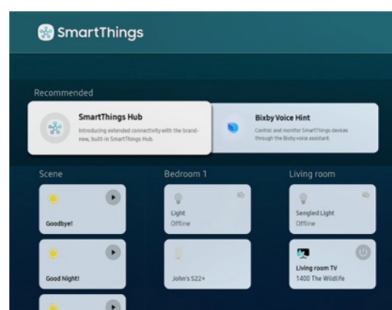 SmartThings
Recommended
SmartThings Hub
Introducing extended connectivity with the brand-
new, built-in SmartThings Hub.
Bixby Voice Hint
Control and monitor SmartThings devices
through the Bixby voice assistant.
Scene
Bedroom 1
Living room
Goodbye!
Light
Offline
Sengled Light
Offline
Good Night!
John's S22+
Living room TV
1400 The Wildlife